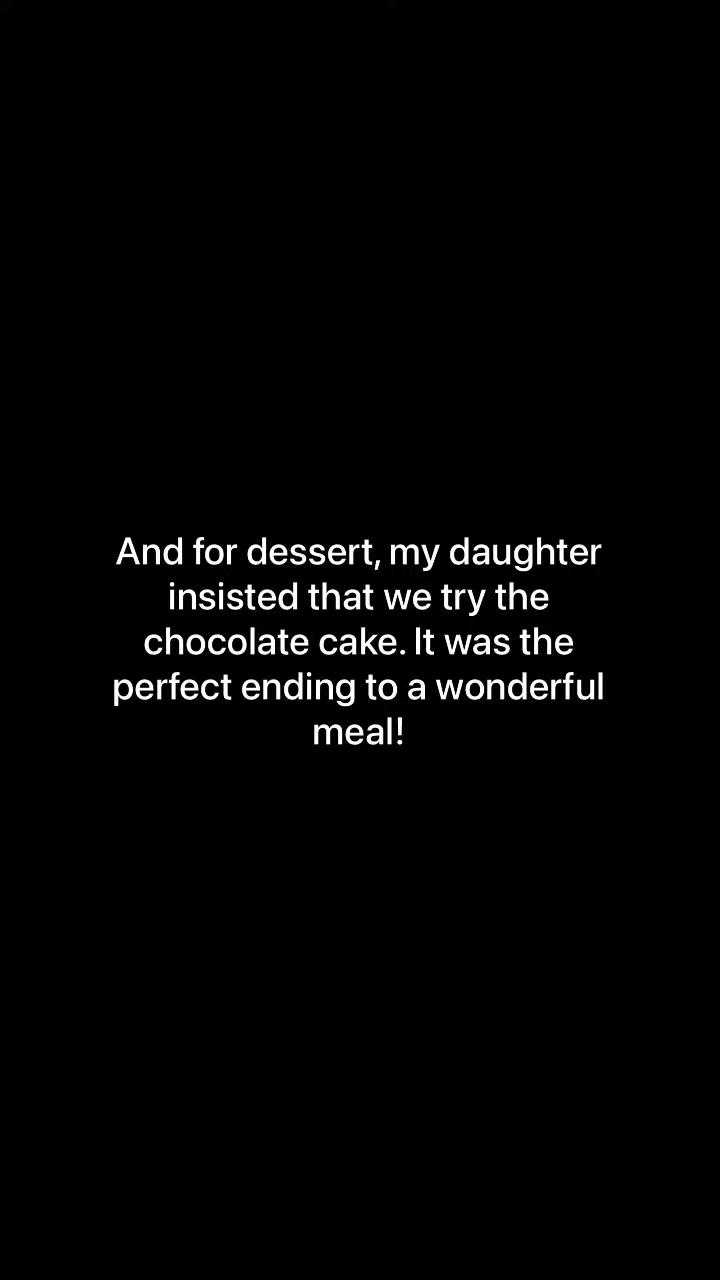 And for dessert, my daughter
insisted that we try the
chocolate cake. It was the
perfect ending to a wonderful
meal!